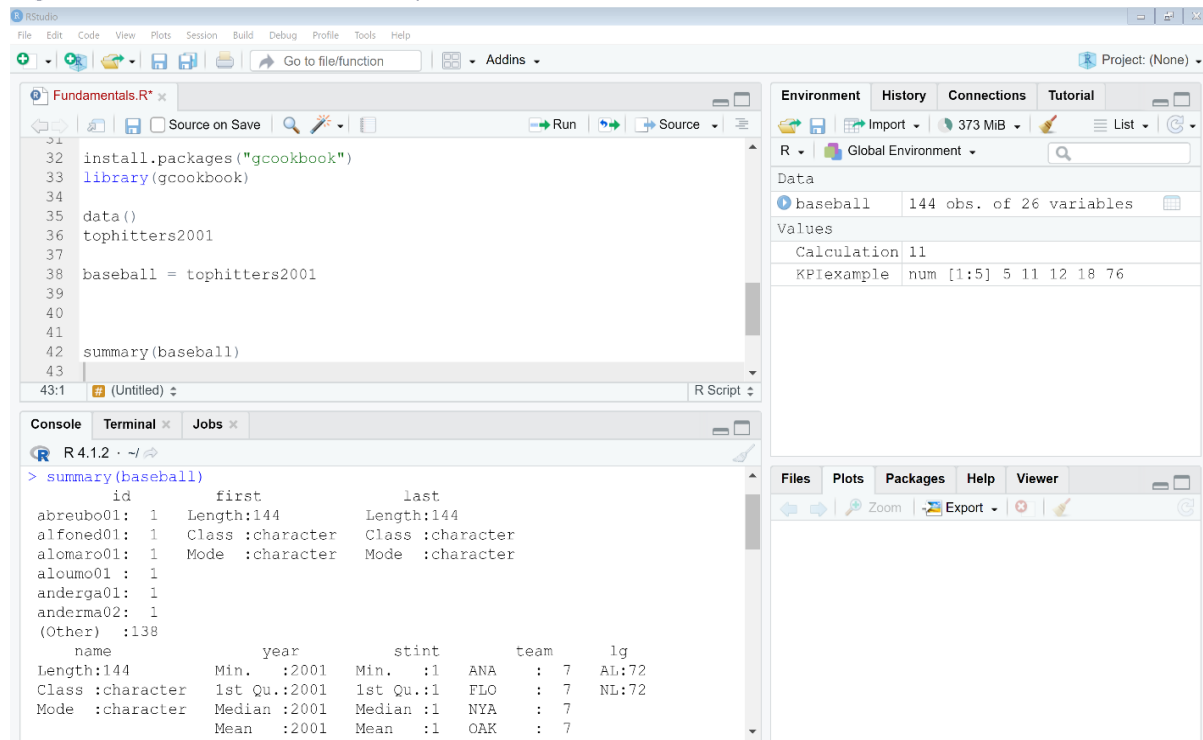 RStudio
File Edit Code View Plots Session Build Debug Profile Tools Help
Go to file/function Addins Project: (None)
Fundamentals.R*
Source on Save Run Source
31
32 install.packages("gcookbook")
33 library(gcookbook)
34
35 data()
36 tophitters2001
37
38 baseball = tophitters2001
39
40
41
42 summary(baseball)
43
43:1 # (Untitled) R Script
Console Terminal Jobs
R R 4.1.2 · ~/
> summary(baseball)
id first last
abreubo01: 1 Length:144 Length:144
alfoned01: 1 Class :character Class :character
alomaro01: 1 Mode :character Mode :character
aloumo01 : 1
anderga01: 1
anderma02: 1
(Other) :138
name year stint team lg
Length:144 Min. :2001 Min. :1 ANA : 7 AL:72
Class :character 1st Qu.:2001 1st Qu.:1 FLO : 7 NL:72
Mode :character Median :2001 Median :1 NYA : 7
Mean :2001 Mean :1 OAK : 7
Environment History Connections Tutorial
Import 373 MiB List
R Global Environment
Data
baseball 144 obs. of 26 variables
Values
Calculation 11
KPIexample num [1:5] 5 11 12 18 76
Files Plots Packages Help Viewer
Zoom Export